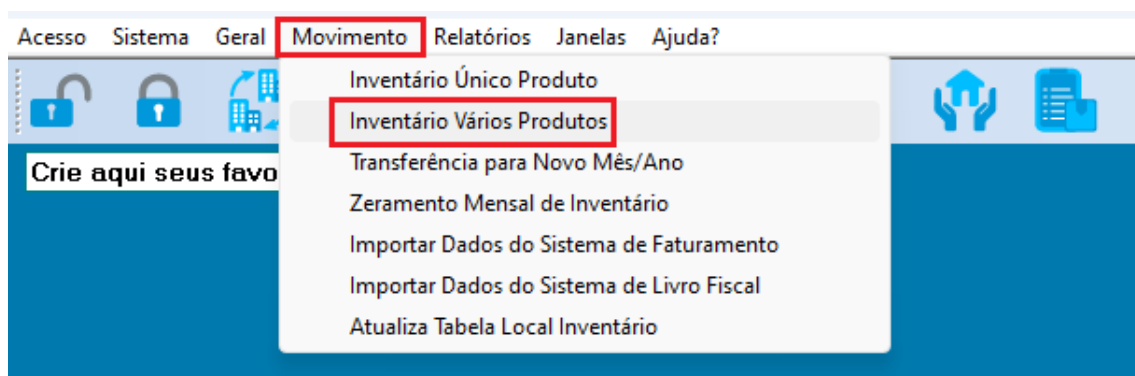 Acesso Sistema Geral Movimento Relatórios Janelas Ajuda?
Inventário Único Produto
Inventário Vários Produtos
Transferência para Novo Mês/Ano
Zeramento Mensal de Inventário
Importar Dados do Sistema de Faturamento
Importar Dados do Sistema de Livro Fiscal
Atualiza Tabela Local Inventário
Crie aqui seus favo